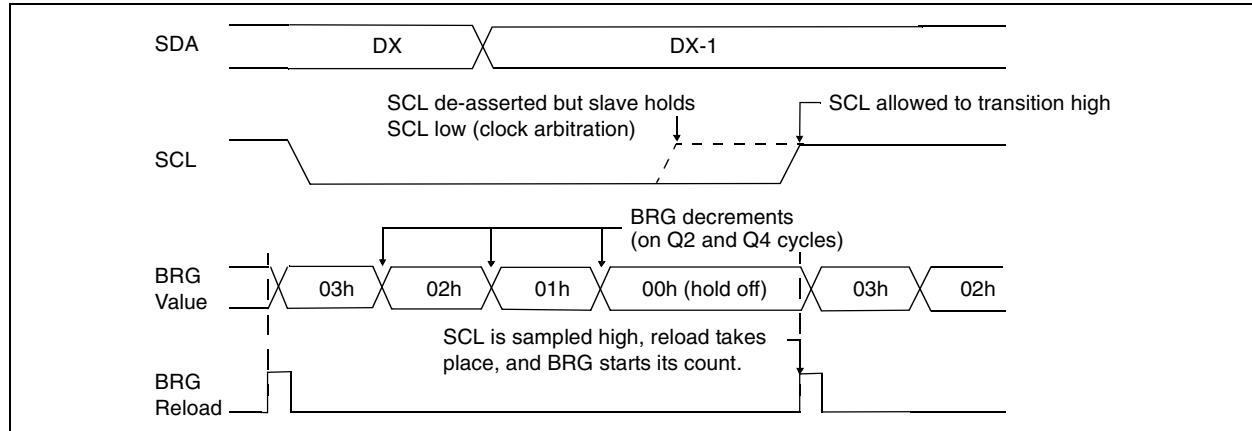 SDA
DX
DX-1
SCL de-asserted but slave holds
SCL low (clock arbitration)
SCL allowed to transition high
SCL
BRG decrements
(on Q2 and Q4 cycles)
BRG
Value
03h
02h
01h
00h (hold off)
03h
02h
SCL is sampled high, reload takes
place, and BRG starts its count.
BRG
Reload